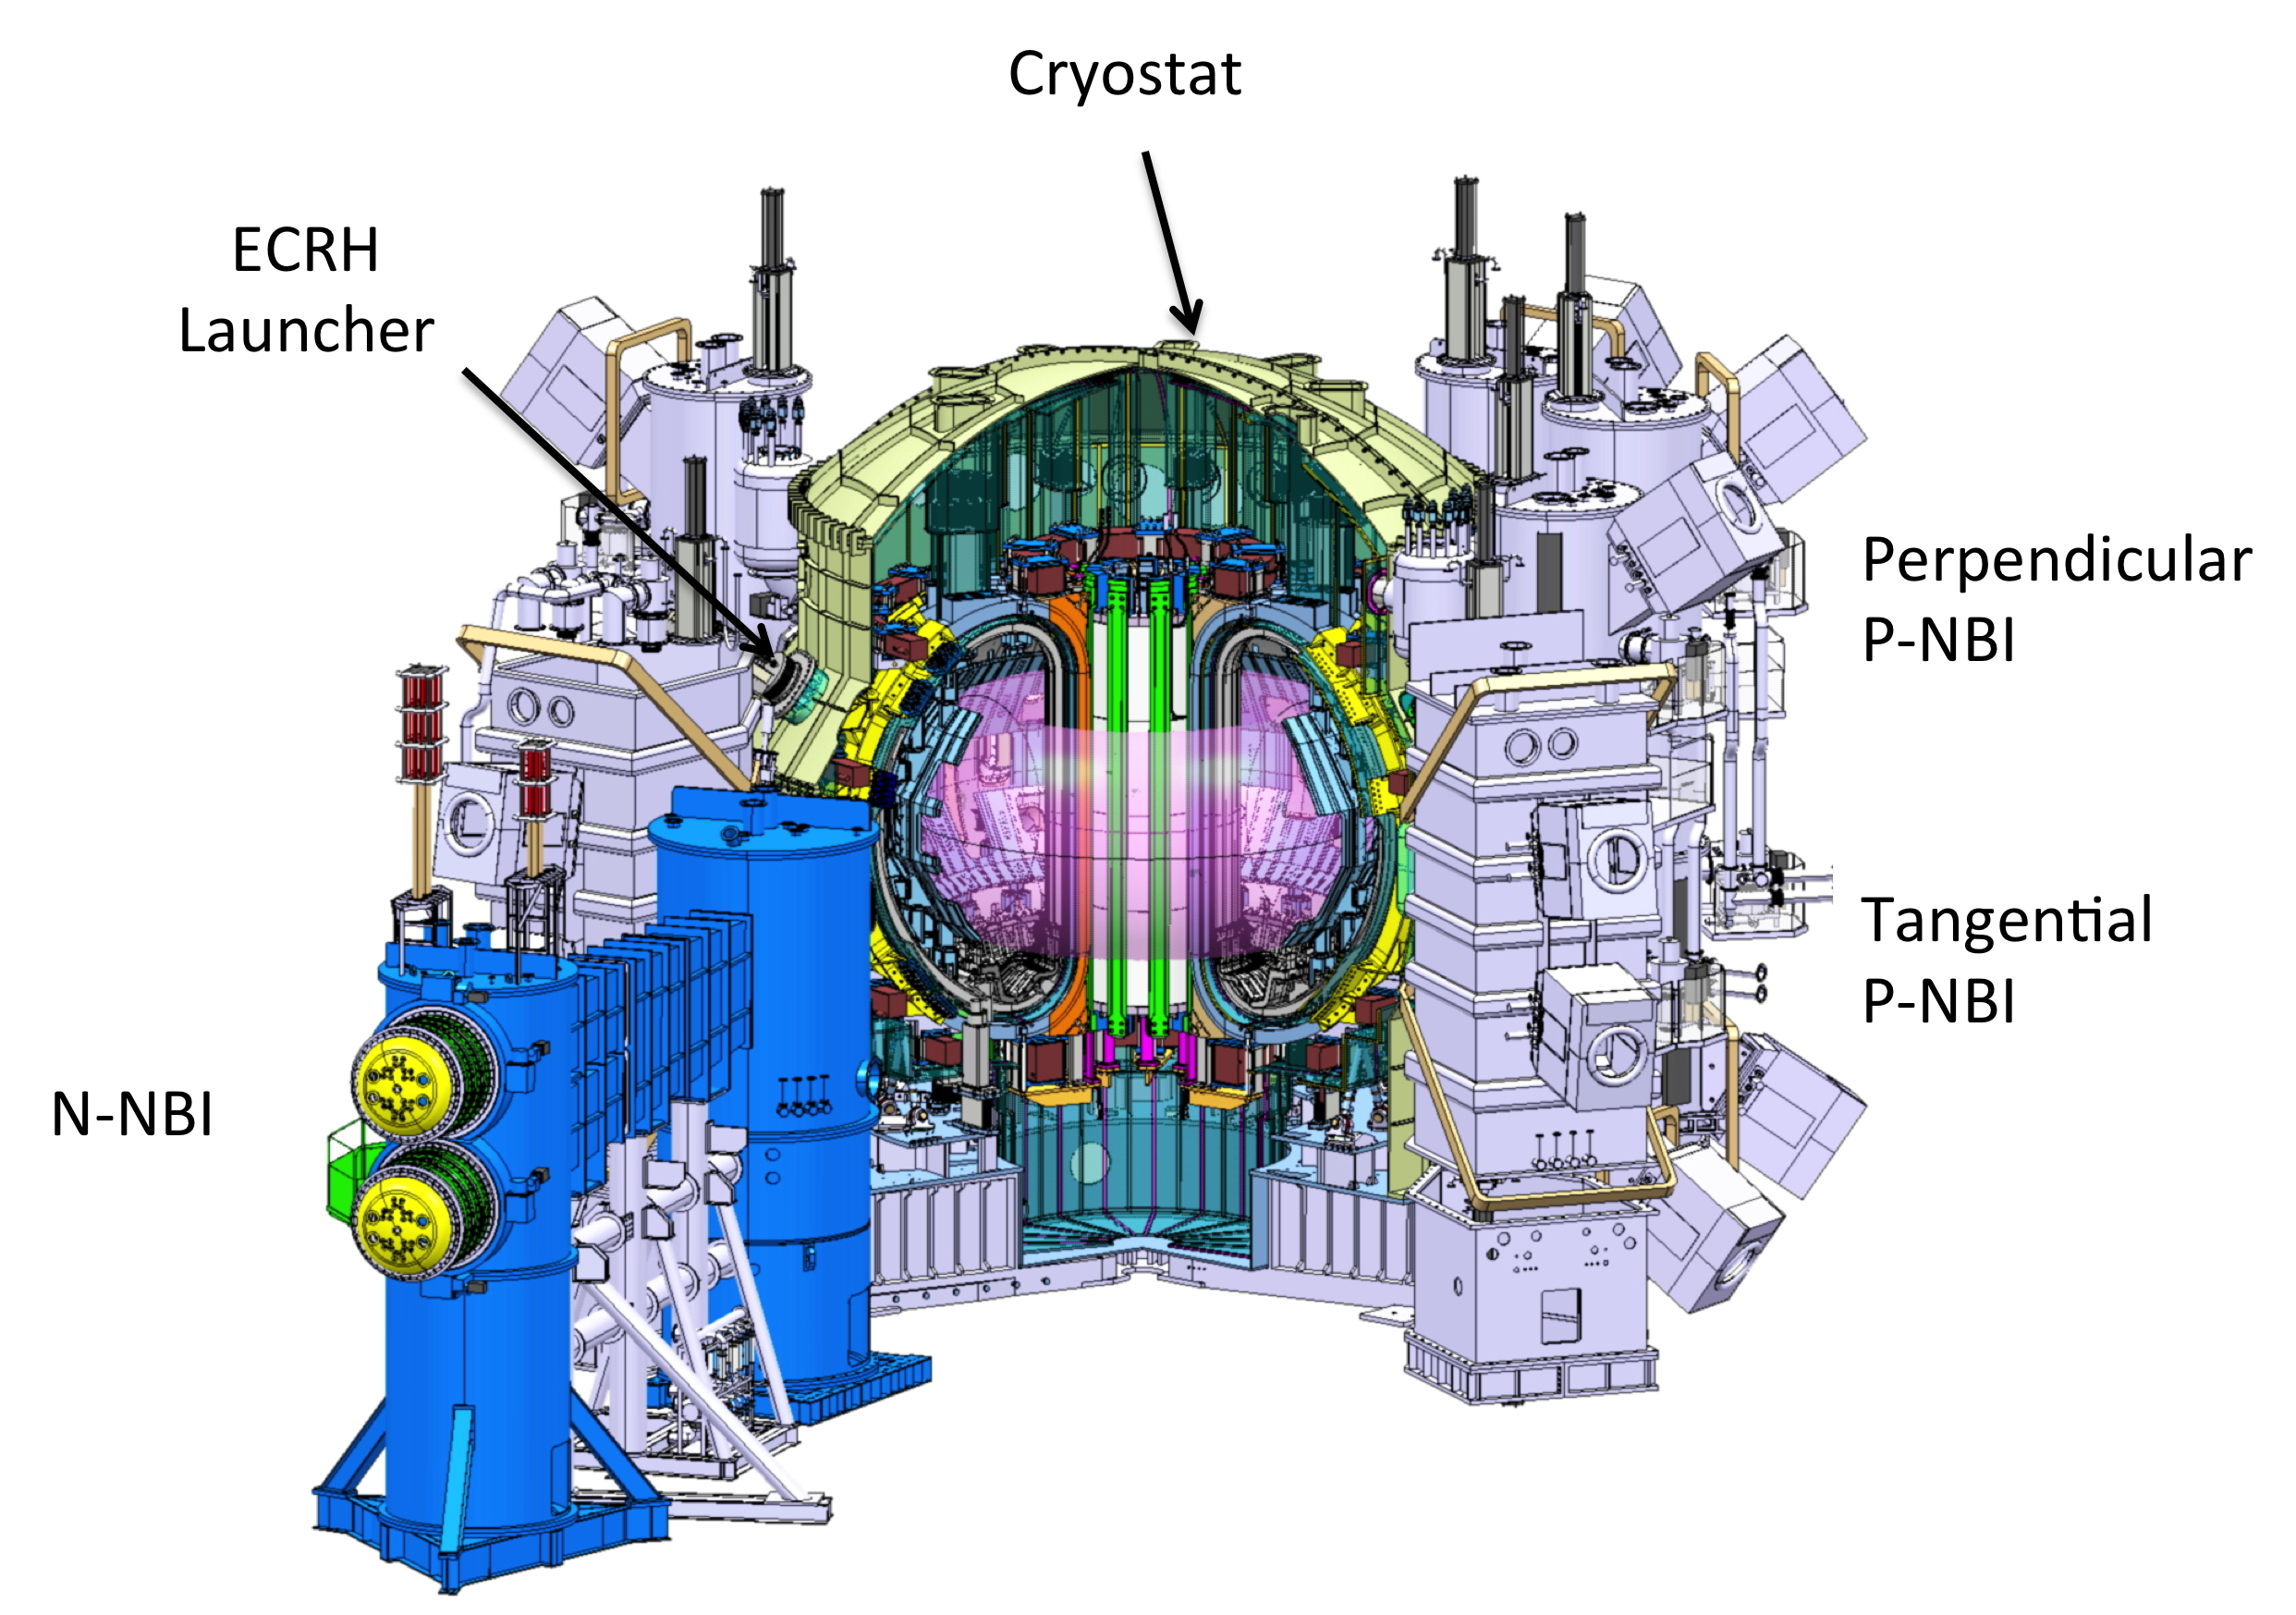 Cryostat
ECRH
Launcher
Perpendicular
P-NBI
Tangential
P-NBI
N-NBI